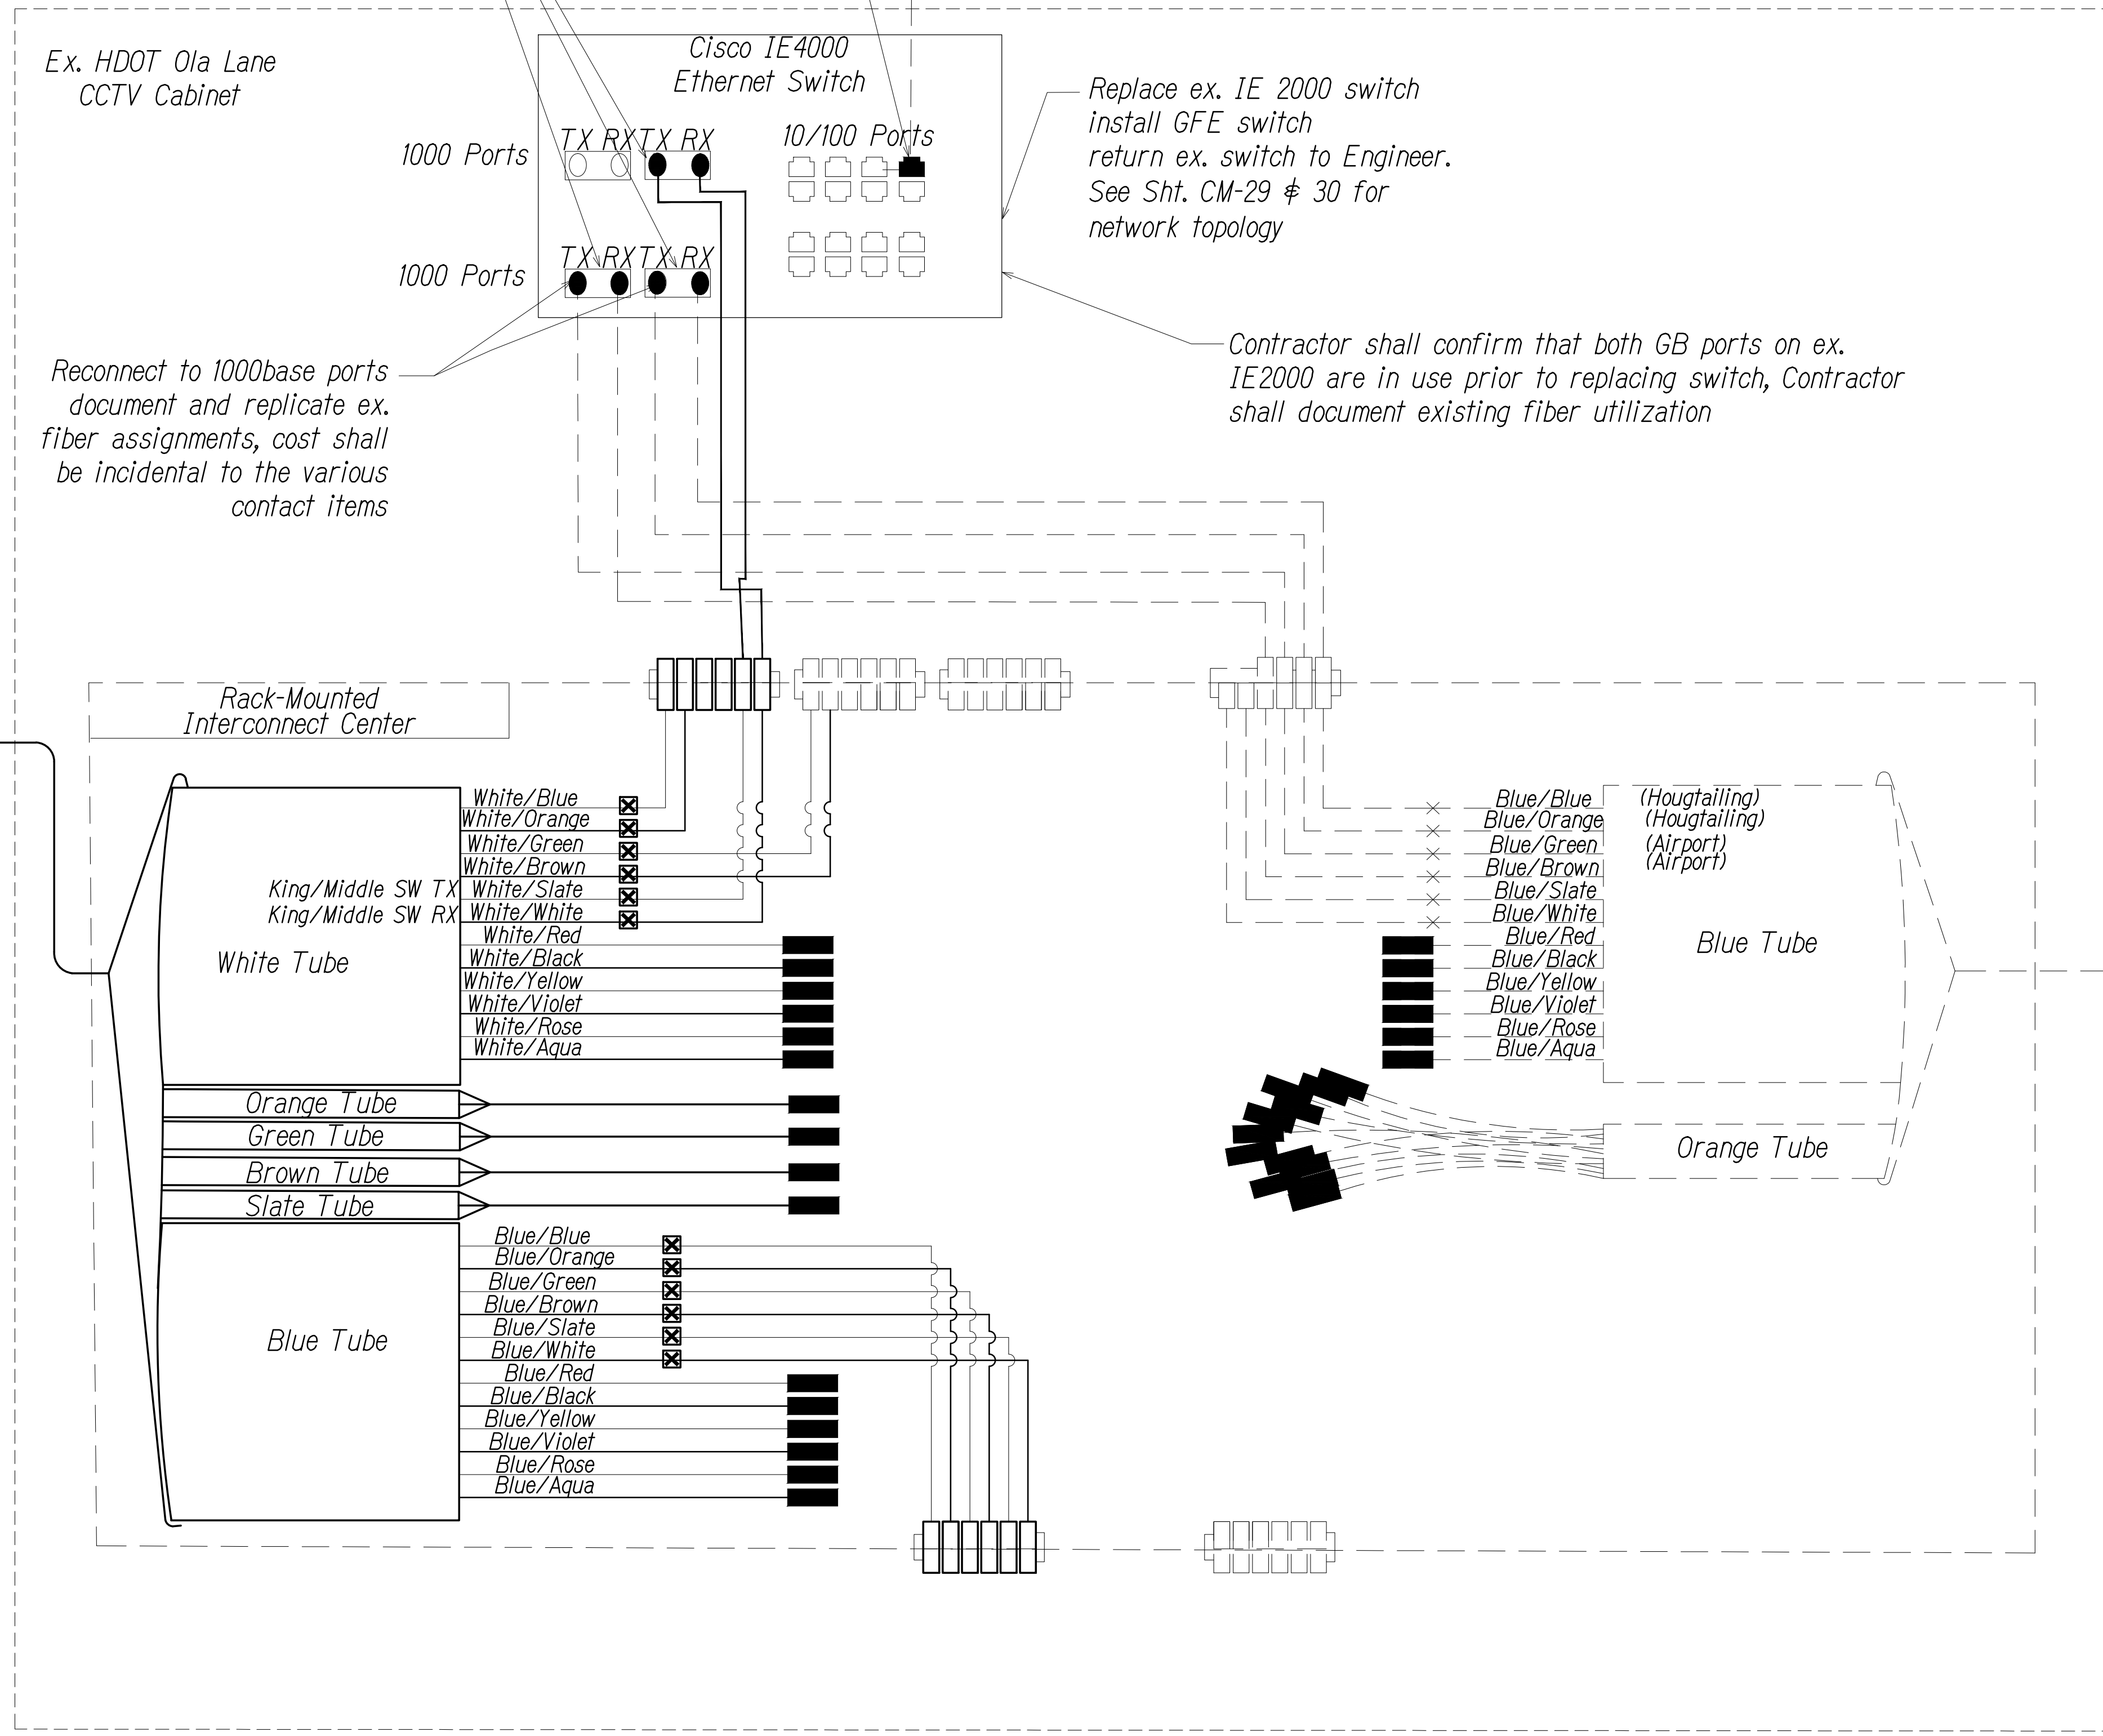 Ex. HDOT Ola Lane
CCTV Cabinet
Cisco IE4000
Ethernet Switch
1000 Ports
TX RX TX RX
10/100 Ports
1000 Ports
TX RX TX RX
Replace ex. IE 2000 switch
install GFE switch
return ex. switch to Engineer.
See Sht. CM-29 & 30 for
network topology
Contractor shall confirm that both GB ports on ex.
IE2000 are in use prior to replacing switch, Contractor
shall document existing fiber utilization
Reconnect to 1000base ports
document and replicate ex.
fiber assignments, cost shall
be incidental to the various
contact items
Rack-Mounted
Interconnect Center
White/Blue
White/Orange
White/Green
White/Brown
King/Middle SW TX White/Slate
King/Middle SW RX White/White
White/Red
White/Black
White/Yellow
White/Violet
White/Rose
White/Aqua
White Tube
Orange Tube
Green Tube
Brown Tube
Slate Tube
Blue/Blue
Blue/Orange
Blue/Green
Blue/Brown
Blue/Slate
Blue/White
Blue/Red
Blue/Black
Blue/Yellow
Blue/Violet
Blue/Rose
Blue/Aqua
Blue Tube
Blue/Blue (Hougtailing)
Blue/Orange (Hougtailing)
Blue/Green (Airport)
Blue/Brown (Airport)
Blue/Slate
Blue/White
Blue/Red
Blue/Black
Blue/Yellow
Blue/Violet
Blue/Rose
Blue/Aqua
Blue Tube
Orange Tube